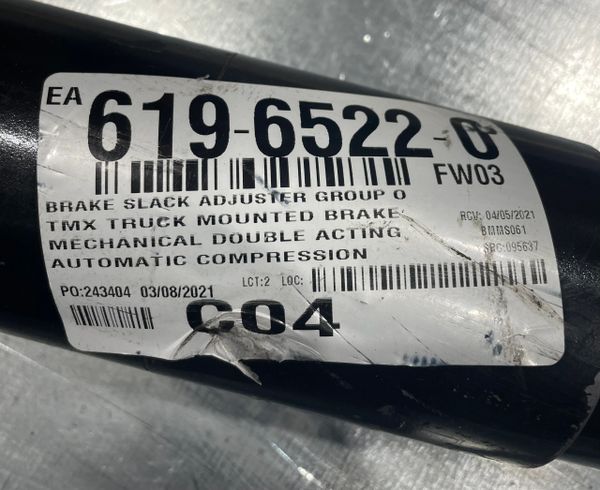 EA 619-6522-0
FW03
BRAKE SLACK ADJUSTER GROUP O
TMX TRUCK MOUNTED BRAKE
MECHANICAL DOUBLE ACTING
AUTOMATIC COMPRESSION
RCV: 04/05/2021
BMMS061
SPC:095637
PO:243404 03/08/2021
LCT:2 LOC:
C04